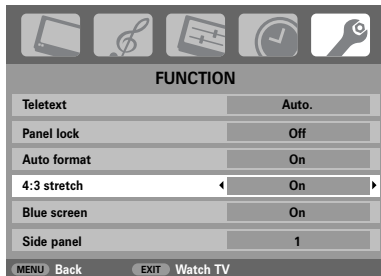 FUNCTION
Teletext Auto.
Panel lock Off
Auto format On
4:3 stretch On
Blue screen On
Side panel 1
MENU Back EXIT Watch TV